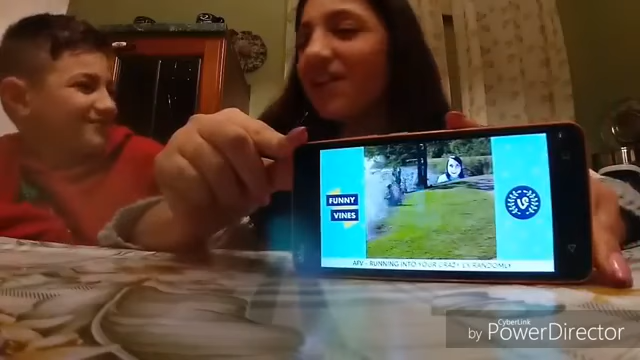 FUNNY
VINES
AFV - RUNNING INTO YOUR CRAZY EX RANDOMLY
CyberLink
by PowerDirector